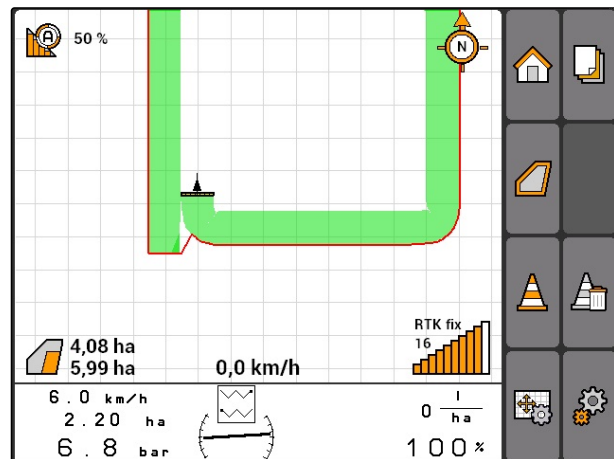 A
50 %
N
4,08 ha
5,99 ha
0,0 km/h
RTK fix
16
6.0 km/h
2.20 ha
6.8 bar
0 l/ha
100%